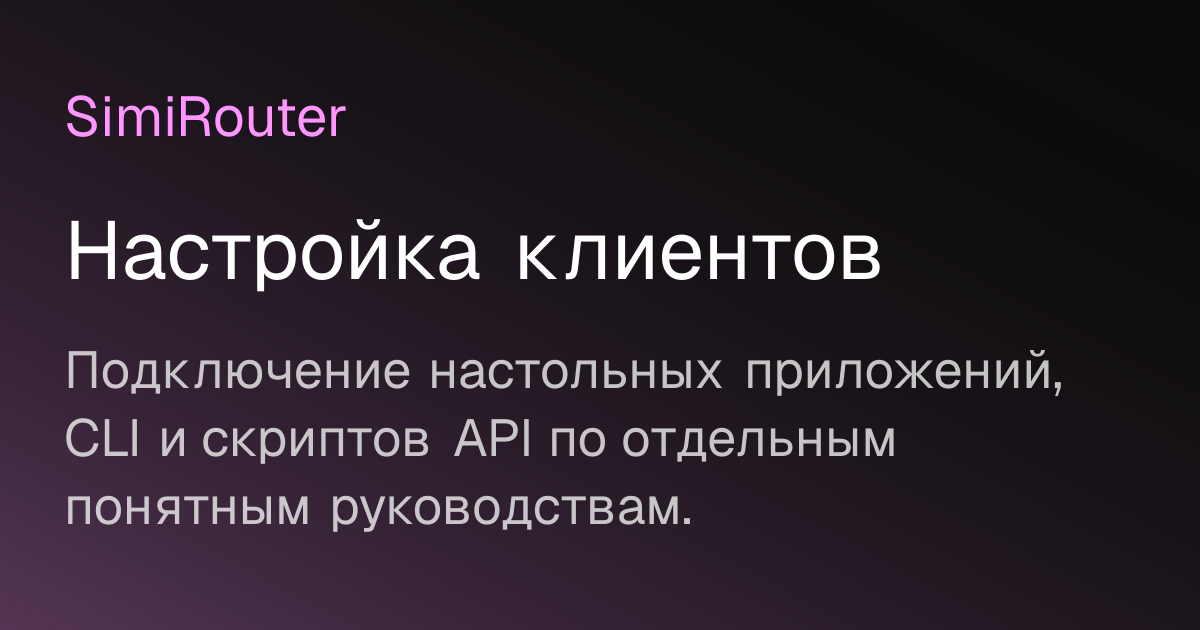 SimiRouter
Настройка клиентов
Подключение настольных приложений,
CLI и скриптов API по отдельным
понятным руководствам.